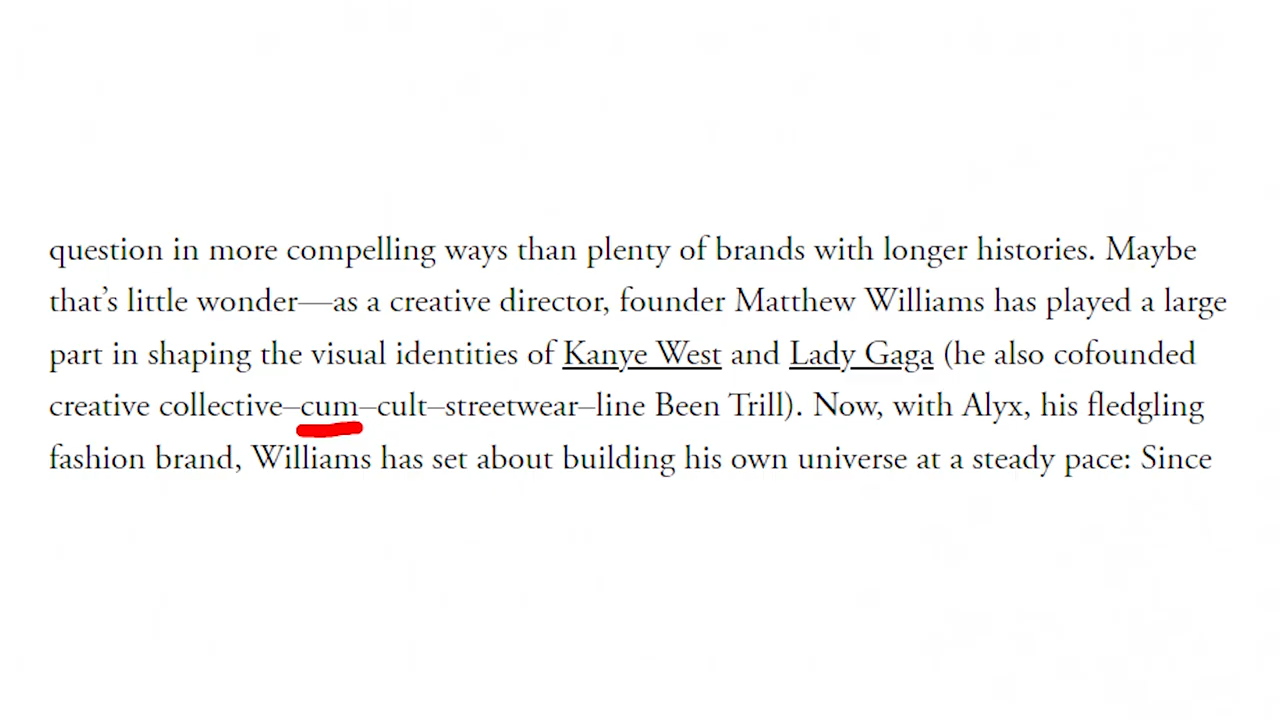 question in more compelling ways than plenty of brands with longer histories. Maybe
that’s little wonder—as a creative director, founder Matthew Williams has played a large
part in shaping the visual identities of Kanye West and Lady Gaga (he also cofounded
creative collective–cum–cult–streetwear–line Been Trill). Now, with Alyx, his fledgling
fashion brand, Williams has set about building his own universe at a steady pace: Since